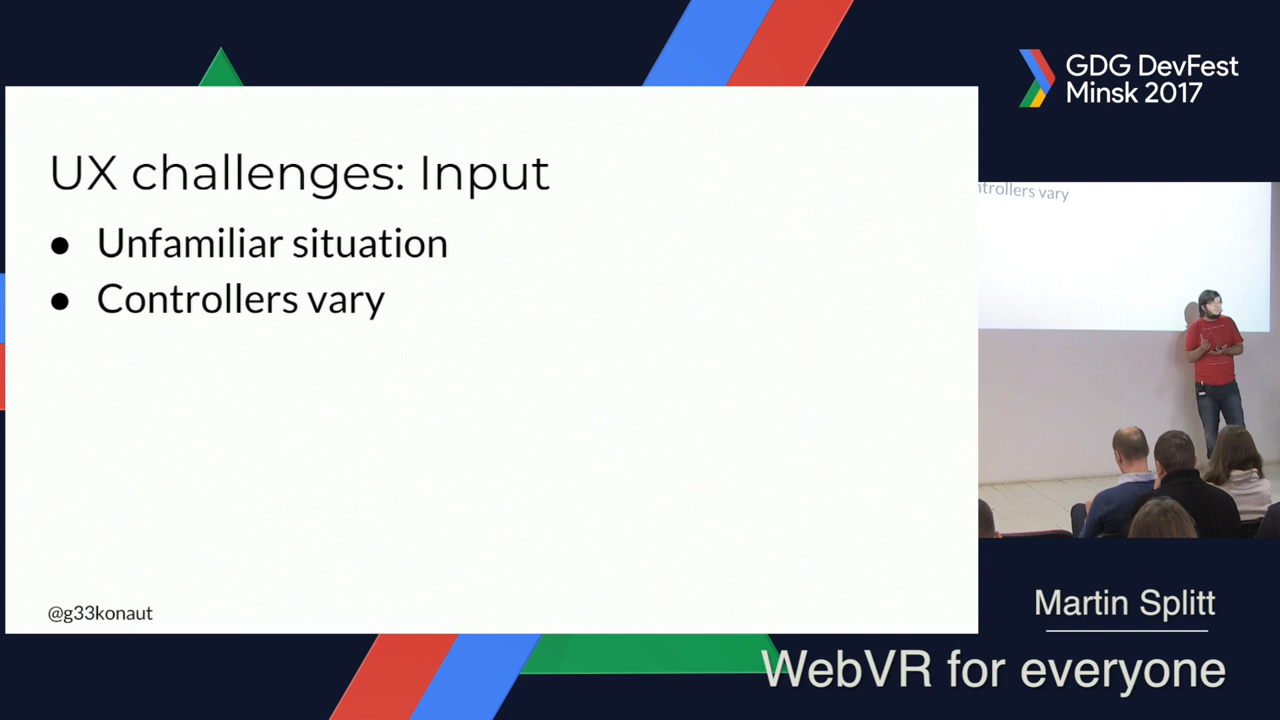 GDG DevFest
Minsk 2017
UX challenges: Input
● Unfamiliar situation
● Controllers vary
@g33konaut
ntrollers vary
Martin Splitt
WebVR for everyone